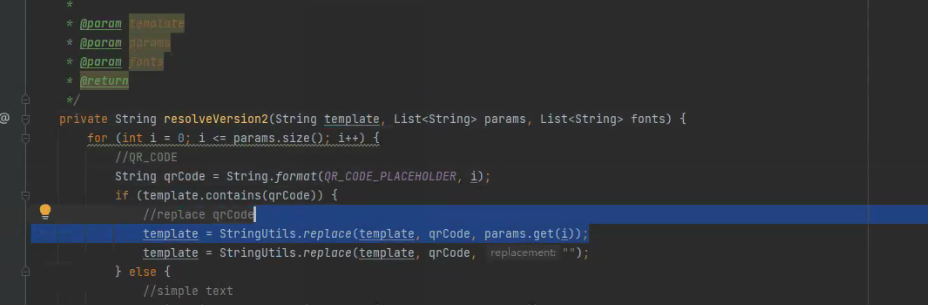 *
* @param template
* @param params
* @param fonts
* @return
*/
@ private String resolveVersion2(String template, List<String> params, List<String> fonts) {
for (int i = 0; i <= params.size(); i++) {
//QR_CODE
String qrCode = String.format(QR_CODE_PLACEHOLDER, i);
if (template.contains(qrCode)) {
//replace qrCode
template = StringUtils.replace(template, qrCode, params.get(i));
template = StringUtils.replace(template, qrCode, replacement: "");
} else {
//simple text